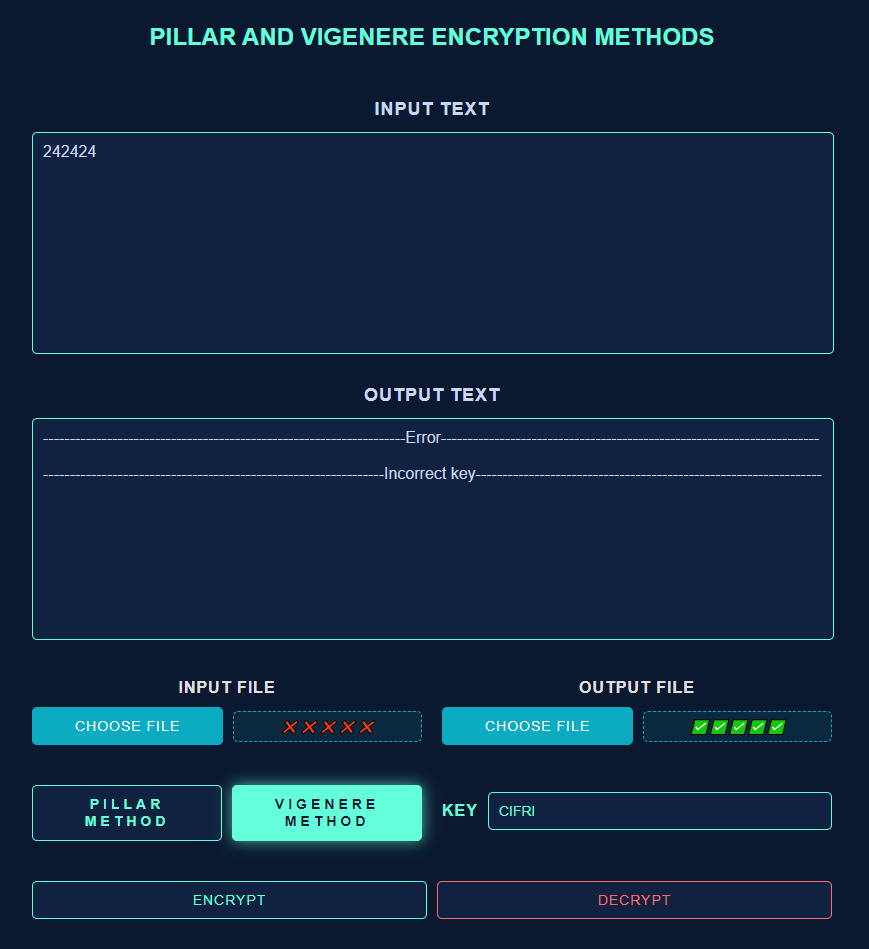 PILLAR AND VIGENERE ENCRYPTION METHODS
INPUT TEXT
242424
OUTPUT TEXT
----------------------------------------------------------------------Error-------------------------------------------------------------------------
------------------------------------------------------------------Incorrect key-------------------------------------------------------------------
INPUT FILE
OUTPUT FILE
CHOOSE FILE
❌❌❌❌❌
CHOOSE FILE
✅✅✅✅✅
PILLAR
METHOD
VIGENERE
METHOD
KEY
CIFRI
ENCRYPT
DECRYPT